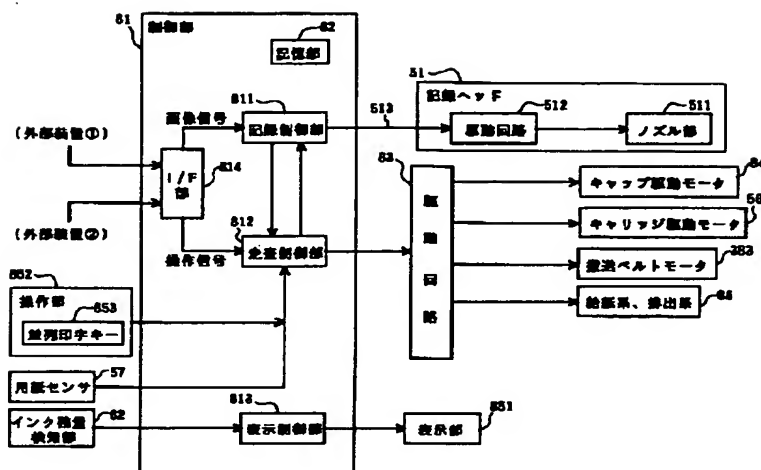 81
制御部
82
記憶部
51
記録ヘッド
画像信号
811
記録制御部
513
512
駆動回路
511
ノズル部
(外部装置①)
I/F部
814
83
駆動回路
キャップ駆動モータ
(外部装置②)
812
走査制御部
操作信号
キャリッジ駆動モータ
搬送ベルトモータ
383
給紙系、排出系
852
操作部
853
並列印字キー
用紙センサ
57
インク残量検知部
62
813
表示制御部
表示部
851